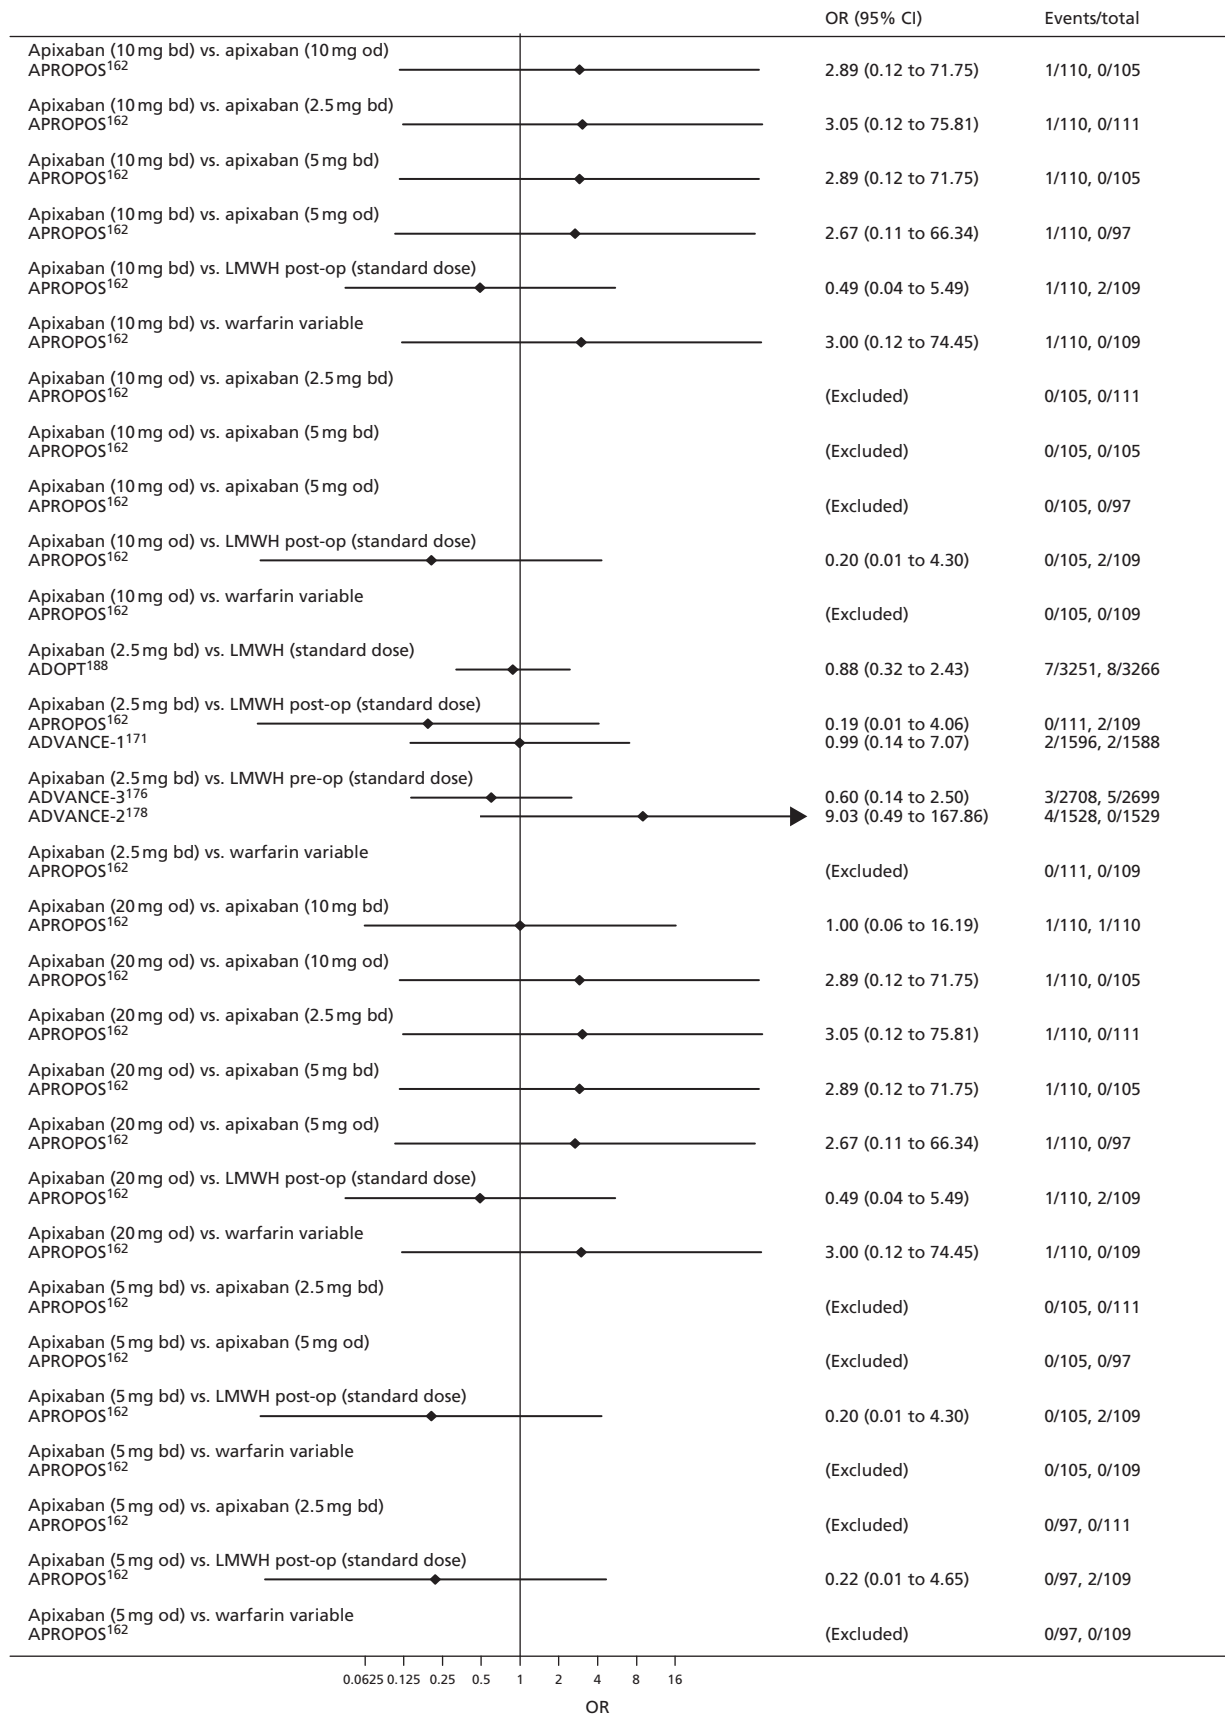 OR (95% CI) Events/total
Apixaban (10 mg bd) vs. apixaban (10 mg od)
APROPOS162 2.89 (0.12 to 71.75) 1/110, 0/105
Apixaban (10 mg bd) vs. apixaban (2.5 mg bd)
APROPOS162 3.05 (0.12 to 75.81) 1/110, 0/111
Apixaban (10 mg bd) vs. apixaban (5 mg bd)
APROPOS162 2.89 (0.12 to 71.75) 1/110, 0/105
Apixaban (10 mg bd) vs. apixaban (5 mg od)
APROPOS162 2.67 (0.11 to 66.34) 1/110, 0/97
Apixaban (10 mg bd) vs. LMWH post-op (standard dose)
APROPOS162 0.49 (0.04 to 5.49) 1/110, 2/109
Apixaban (10 mg bd) vs. warfarin variable
APROPOS162 3.00 (0.12 to 74.45) 1/110, 0/109
Apixaban (10 mg od) vs. apixaban (2.5 mg bd)
APROPOS162 (Excluded) 0/105, 0/111
Apixaban (10 mg od) vs. apixaban (5 mg bd)
APROPOS162 (Excluded) 0/105, 0/105
Apixaban (10 mg od) vs. apixaban (5 mg od)
APROPOS162 (Excluded) 0/105, 0/97
Apixaban (10 mg od) vs. LMWH post-op (standard dose)
APROPOS162 0.20 (0.01 to 4.30) 0/105, 2/109
Apixaban (10 mg od) vs. warfarin variable
APROPOS162 (Excluded) 0/105, 0/109
Apixaban (2.5 mg bd) vs. LMWH (standard dose)
ADOPT188 0.88 (0.32 to 2.43) 7/3251, 8/3266
Apixaban (2.5 mg bd) vs. LMWH post-op (standard dose)
APROPOS162 0.19 (0.01 to 4.06) 0/111, 2/109
ADVANCE-1171 0.99 (0.14 to 7.07) 2/1596, 2/1588
Apixaban (2.5 mg bd) vs. LMWH pre-op (standard dose)
ADVANCE-3176 0.60 (0.14 to 2.50) 3/2708, 5/2699
ADVANCE-2178 9.03 (0.49 to 167.86) 4/1528, 0/1529
Apixaban (2.5 mg bd) vs. warfarin variable
APROPOS162 (Excluded) 0/111, 0/109
Apixaban (20 mg od) vs. apixaban (10 mg bd)
APROPOS162 1.00 (0.06 to 16.19) 1/110, 1/110
Apixaban (20 mg od) vs. apixaban (10 mg od)
APROPOS162 2.89 (0.12 to 71.75) 1/110, 0/105
Apixaban (20 mg od) vs. apixaban (2.5 mg bd)
APROPOS162 3.05 (0.12 to 75.81) 1/110, 0/111
Apixaban (20 mg od) vs. apixaban (5 mg bd)
APROPOS162 2.89 (0.12 to 71.75) 1/110, 0/105
Apixaban (20 mg od) vs. apixaban (5 mg od)
APROPOS162 2.67 (0.11 to 66.34) 1/110, 0/97
Apixaban (20 mg od) vs. LMWH post-op (standard dose)
APROPOS162 0.49 (0.04 to 5.49) 1/110, 2/109
Apixaban (20 mg od) vs. warfarin variable
APROPOS162 3.00 (0.12 to 74.45) 1/110, 0/109
Apixaban (5 mg bd) vs. apixaban (2.5 mg bd)
APROPOS162 (Excluded) 0/105, 0/111
Apixaban (5 mg bd) vs. apixaban (5 mg od)
APROPOS162 (Excluded) 0/105, 0/97
Apixaban (5 mg bd) vs. LMWH post-op (standard dose)
APROPOS162 0.20 (0.01 to 4.30) 0/105, 2/109
Apixaban (5 mg bd) vs. warfarin variable
APROPOS162 (Excluded) 0/105, 0/109
Apixaban (5 mg od) vs. apixaban (2.5 mg bd)
APROPOS162 (Excluded) 0/97, 0/111
Apixaban (5 mg od) vs. LMWH post-op (standard dose)
APROPOS162 0.22 (0.01 to 4.65) 0/97, 2/109
Apixaban (5 mg od) vs. warfarin variable
APROPOS162 (Excluded) 0/97, 0/109
0.0625 0.125 0.25 0.5 1 2 4 8 16
OR